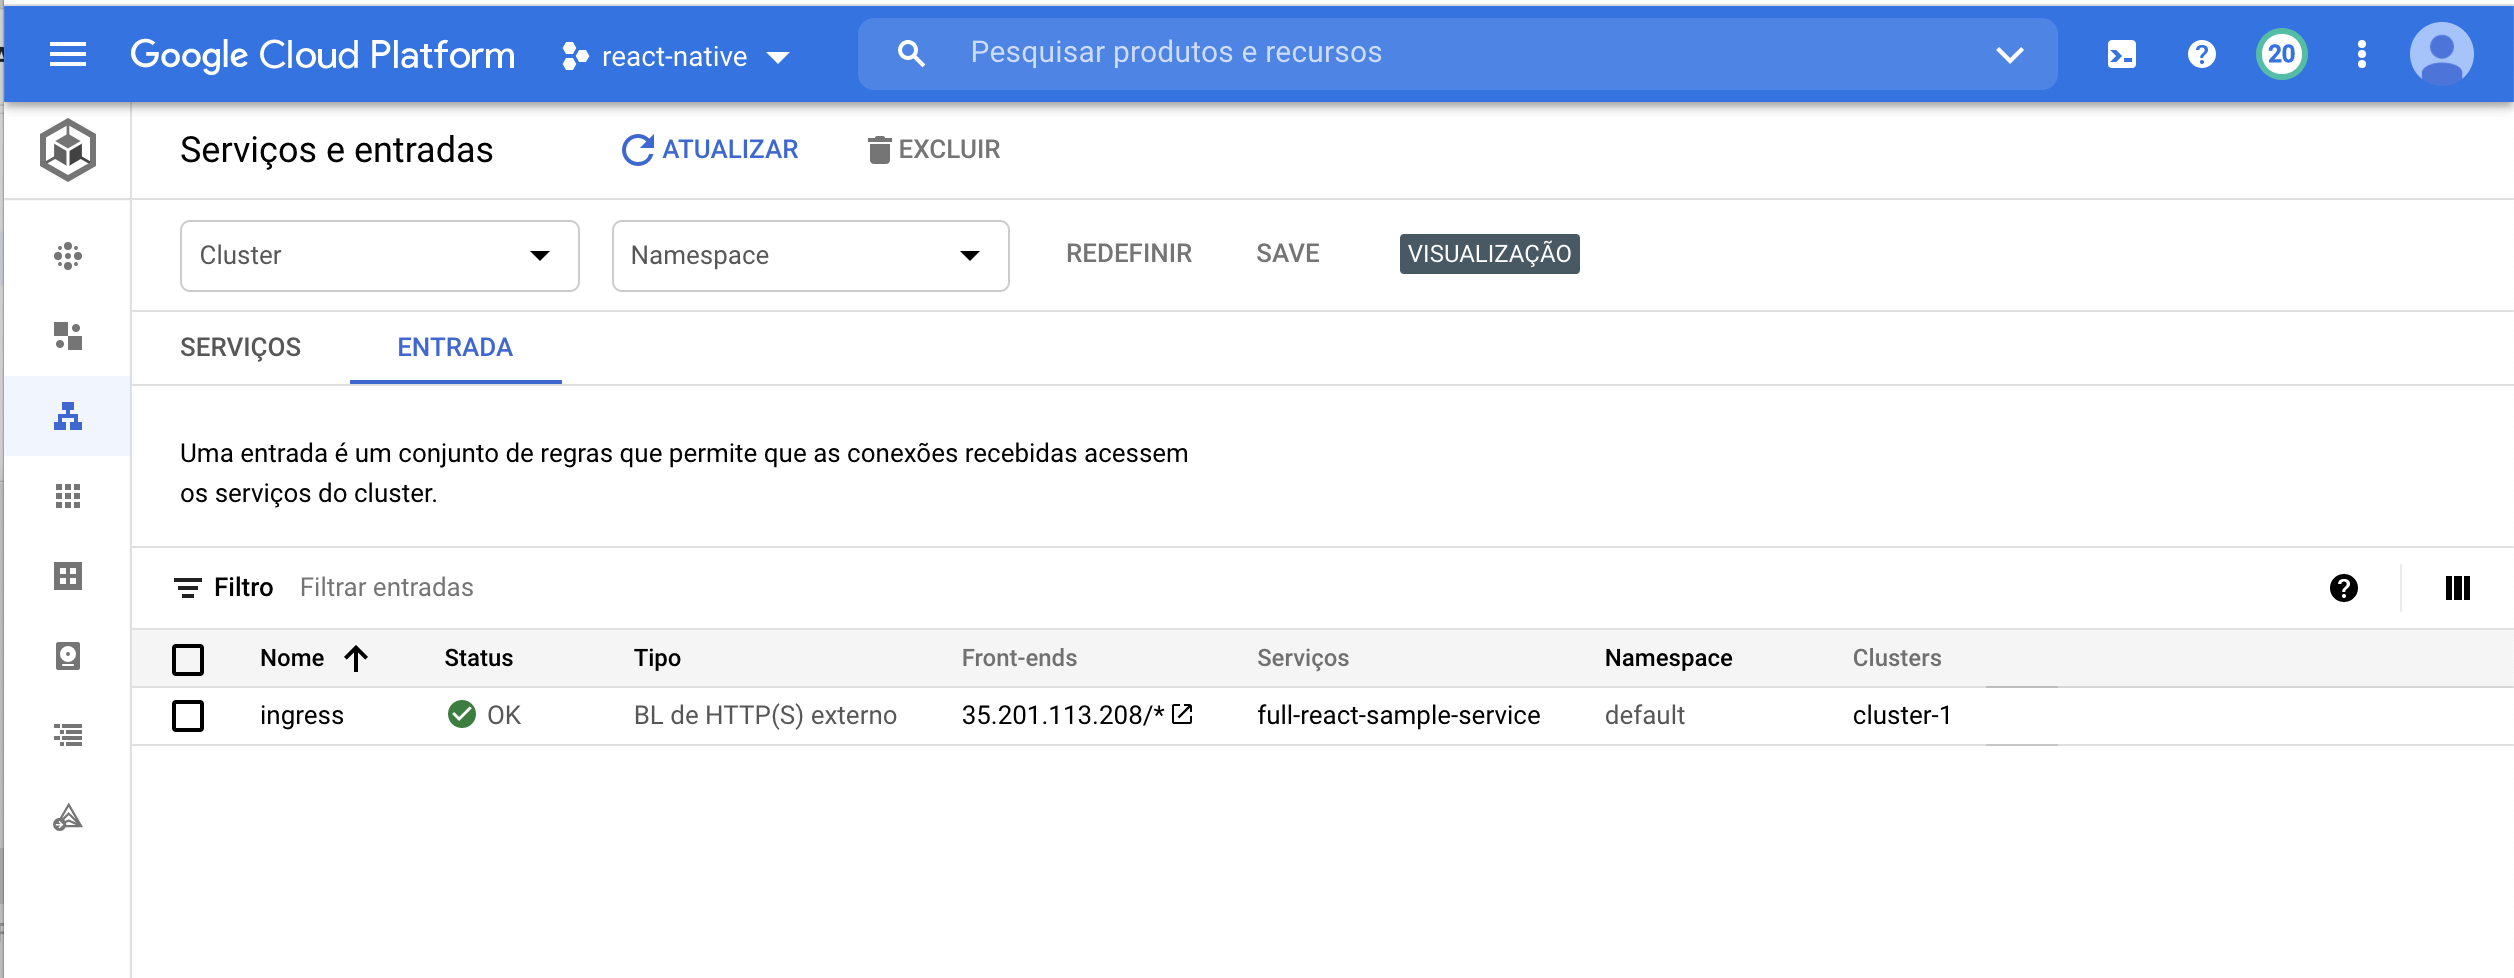 Google Cloud Platform react-native Pesquisar produtos e recursos 20
Serviços e entradas ATUALIZAR EXCLUIR
Cluster Namespace REDEFINIR SAVE VISUALIZAÇÃO
SERVIÇOS ENTRADA
Uma entrada é um conjunto de regras que permite que as conexões recebidas acessem
os serviços do cluster.
Filtro Filtrar entradas
Nome Status Tipo Front-ends Serviços Namespace Clusters
ingress OK BL de HTTP(S) externo 35.201.113.208/* full-react-sample-service default cluster-1